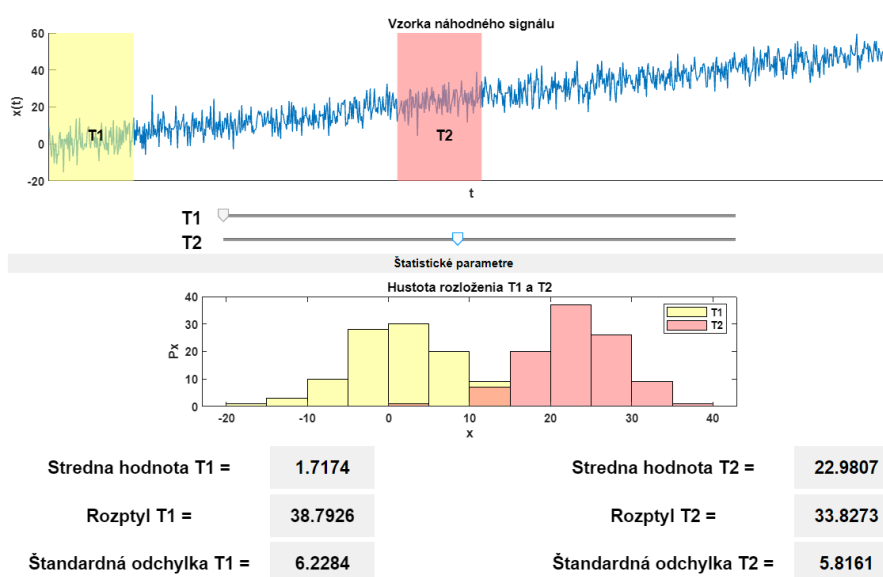 Vzorka náhodného signálu
60
40
20
0
-20
x(t)
T1
T2
t
T1
T2
Štatistické parametre
Hustota rozloženia T1 a T2
40
30
20
10
0
Px
T1
T2
-20 -10 0 10 20 30 40
x
Stredna hodnota T1 = 1.7174 Stredna hodnota T2 = 22.9807
Rozptyl T1 = 38.7926 Rozptyl T2 = 33.8273
Štandardná odchylka T1 = 6.2284 Štandardná odchylka T2 = 5.8161